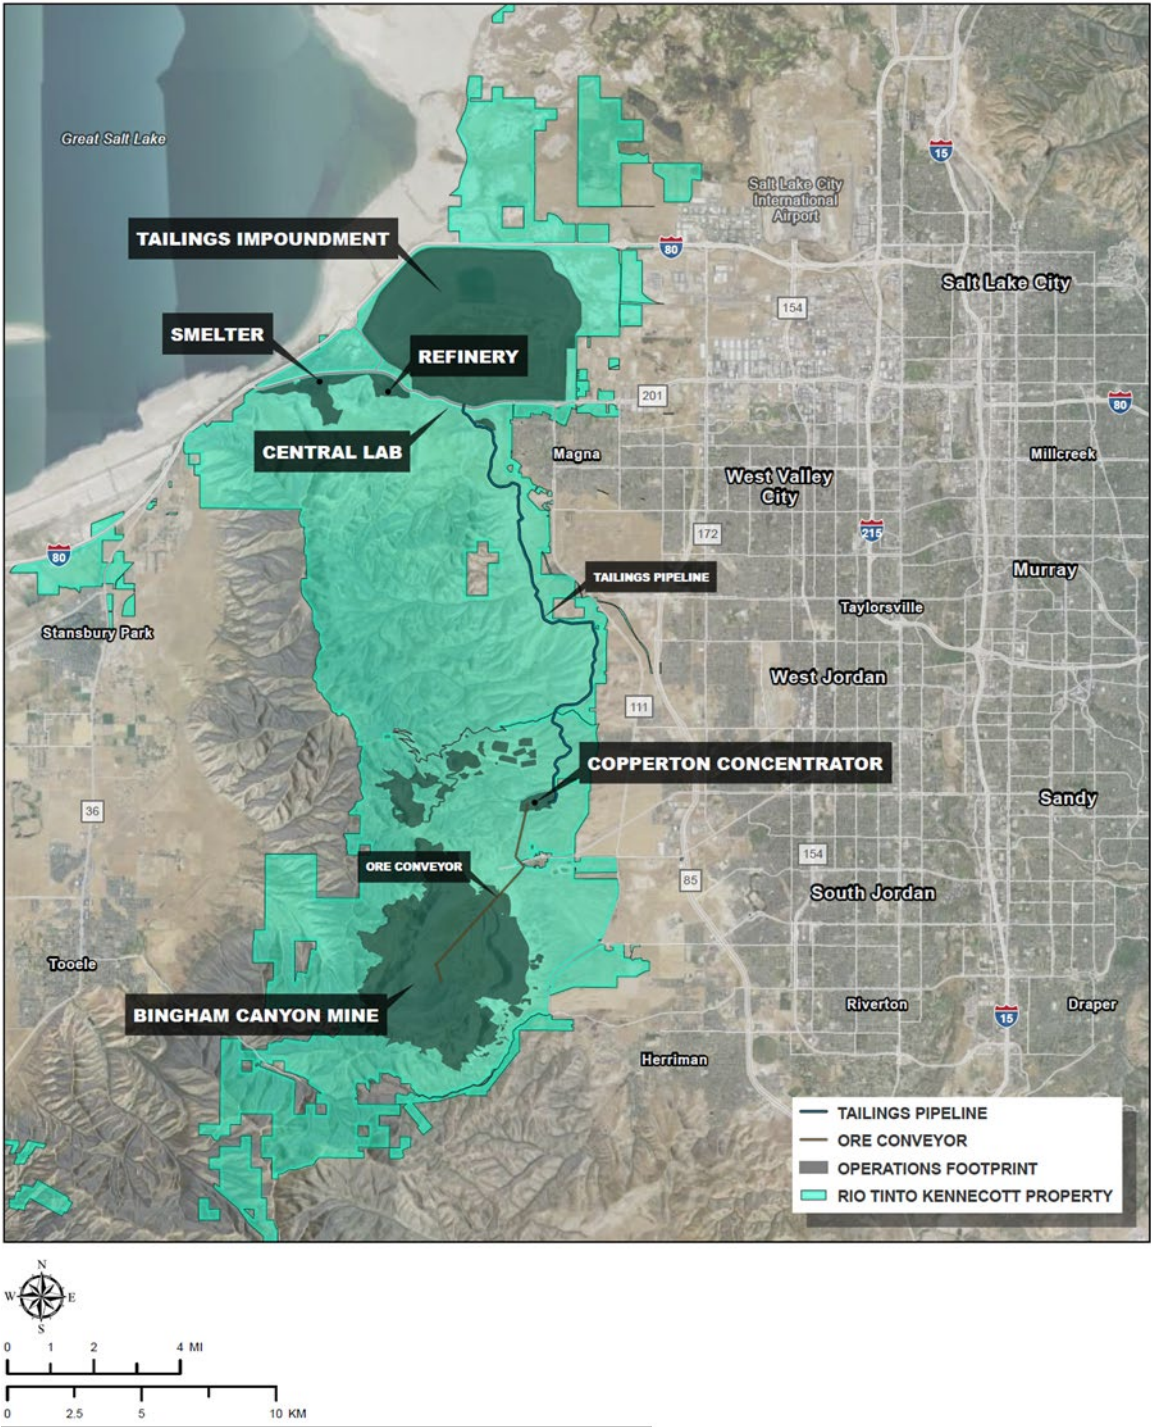 Great Salt Lake
15
Salt Lake City
International
Airport
TAILINGS IMPOUNDMENT
80
Salt Lake City
154
SMELTER
REFINERY
201
80
CENTRAL LAB
Magna
Millcreek
West Valley
City
172
215
80
Murray
TAILINGS PIPELINE
Taylorsville
Stansbury Park
West Jordan
111
COPPERTON CONCENTRATOR
Sandy
36
154
ORE CONVEYOR
85
South Jordan
Tooele
Riverton
Draper
BINGHAM CANYON MINE
15
Herriman
TAILINGS PIPELINE
ORE CONVEYOR
OPERATIONS FOOTPRINT
RIO TINTO KENNECOTT PROPERTY
N
W E
S
0 1 2 4 MI
0 2.5 5 10 KM